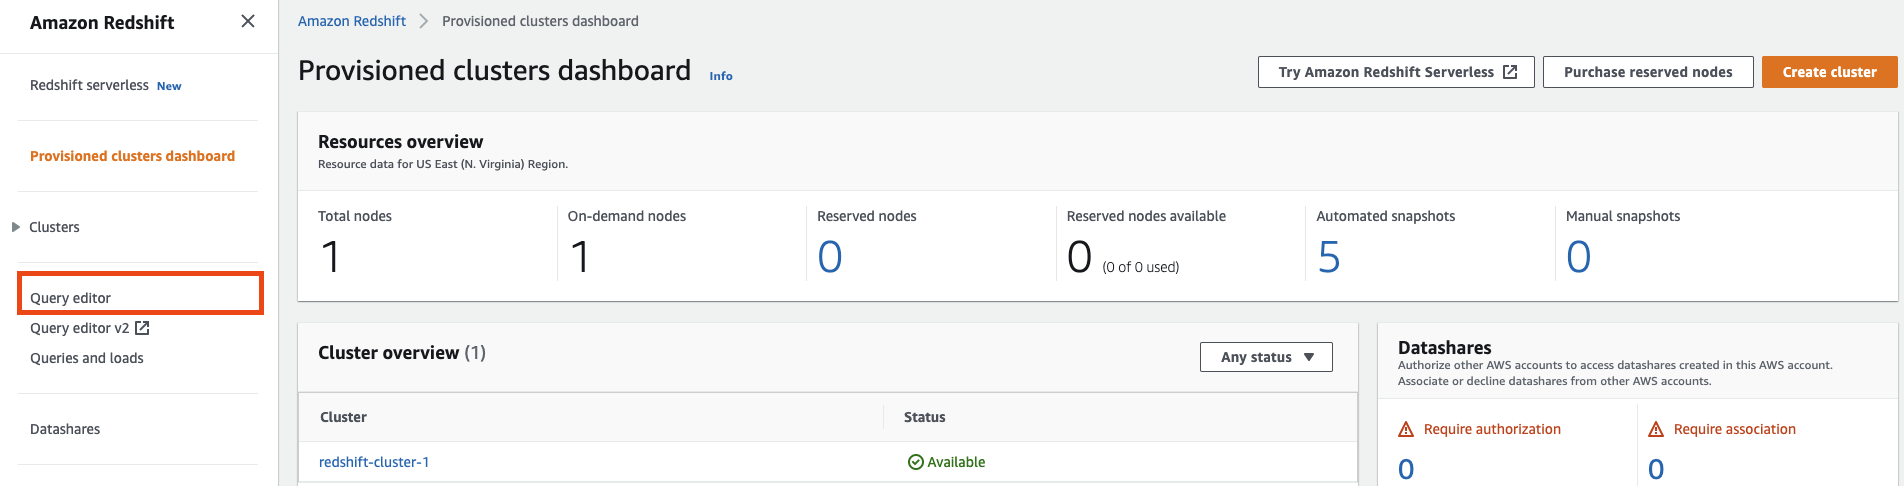 Amazon Redshift
Redshift serverless New
Provisioned clusters dashboard
Clusters
Query editor
Query editor v2
Queries and loads
Datashares
Amazon Redshift > Provisioned clusters dashboard
Provisioned clusters dashboard Info
Try Amazon Redshift Serverless
Purchase reserved nodes
Create cluster
Resources overview
Resource data for US East (N. Virginia) Region.
Total nodes
1
On-demand nodes
1
Reserved nodes
0
Reserved nodes available
0 (0 of 0 used)
Automated snapshots
5
Manual snapshots
0
Cluster overview (1)
Any status
Cluster Status
redshift-cluster-1 Available
Datashares
Authorize other AWS accounts to access datashares created in this AWS account.
Associate or decline datashares from other AWS accounts.
Require authorization
0
Require association
0